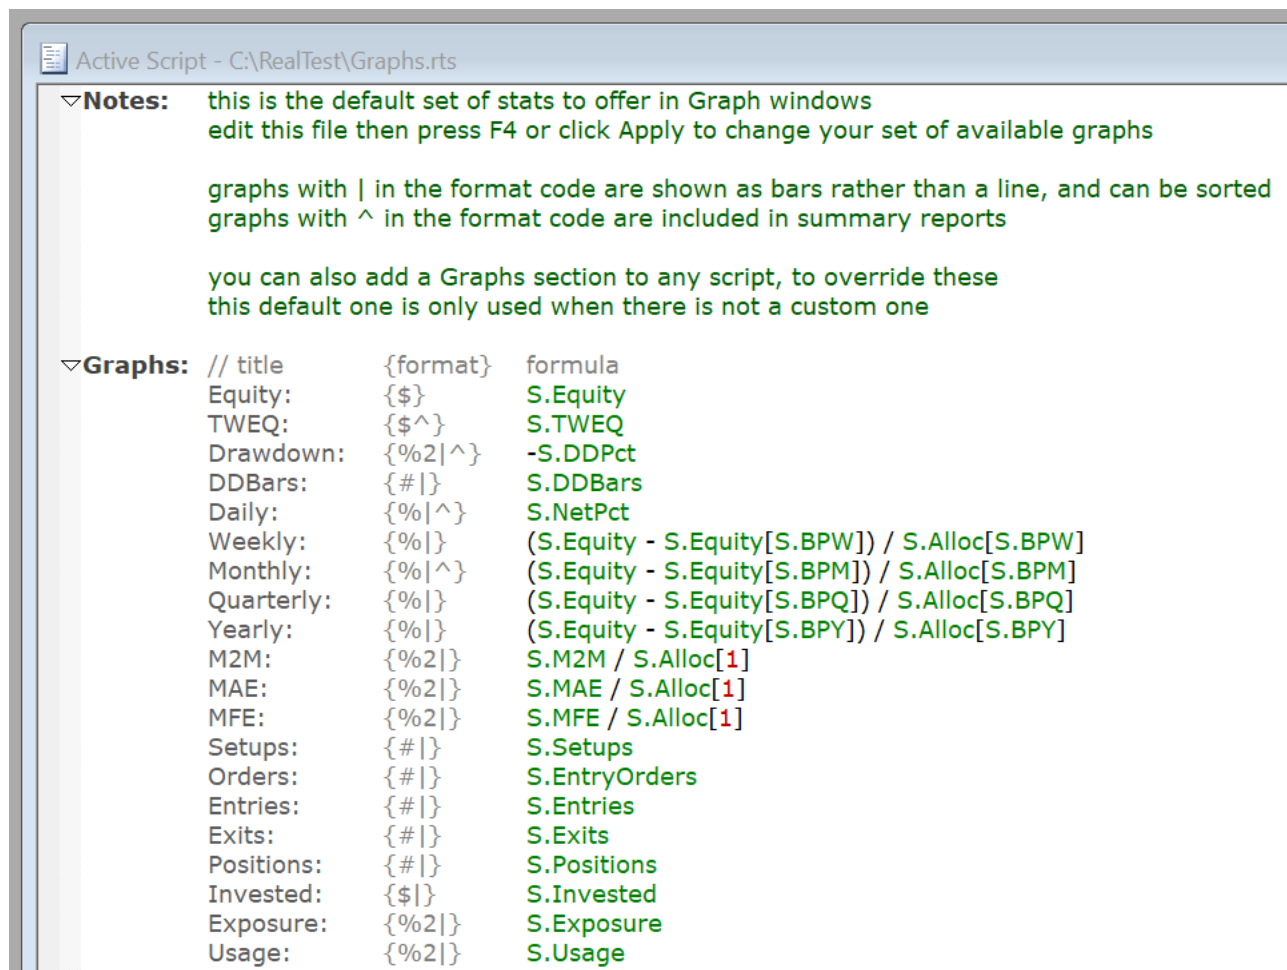 Active Script - C:\RealTest\Graphs.rts
Notes: this is the default set of stats to offer in Graph windows
edit this file then press F4 or click Apply to change your set of available graphs
graphs with | in the format code are shown as bars rather than a line, and can be sorted
graphs with ^ in the format code are included in summary reports
you can also add a Graphs section to any script, to override these
this default one is only used when there is not a custom one
Graphs: // title {format} formula
Equity: {$} S.Equity
TWEQ: {$^} S.TWEQ
Drawdown: {%2|^} -S.DDPct
DDBars: {#|} S.DDBars
Daily: {%|^} S.NetPct
Weekly: {%|} (S.Equity - S.Equity[S.BPW]) / S.Alloc[S.BPW]
Monthly: {%|^} (S.Equity - S.Equity[S.BPM]) / S.Alloc[S.BPM]
Quarterly: {%|} (S.Equity - S.Equity[S.BPQ]) / S.Alloc[S.BPQ]
Yearly: {%|} (S.Equity - S.Equity[S.BPY]) / S.Alloc[S.BPY]
M2M: {%2|} S.M2M / S.Alloc[1]
MAE: {%2|} S.MAE / S.Alloc[1]
MFE: {%2|} S.MFE / S.Alloc[1]
Setups: {#|} S.Setups
Orders: {#|} S.EntryOrders
Entries: {#|} S.Entries
Exits: {#|} S.Exits
Positions: {#|} S.Positions
Invested: {$|} S.Invested
Exposure: {%2|} S.Exposure
Usage: {%2|} S.Usage